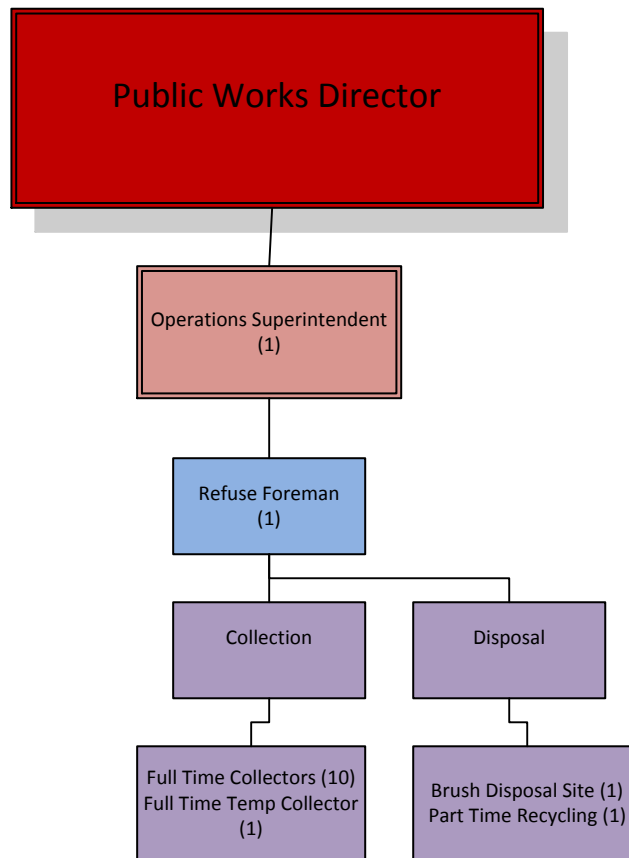 Public Works Director
Operations Superintendent
(1)
Refuse Foreman
(1)
Collection
Disposal
Full Time Collectors (10)
Full Time Temp Collector
(1)
Brush Disposal Site (1)
Part Time Recycling (1)